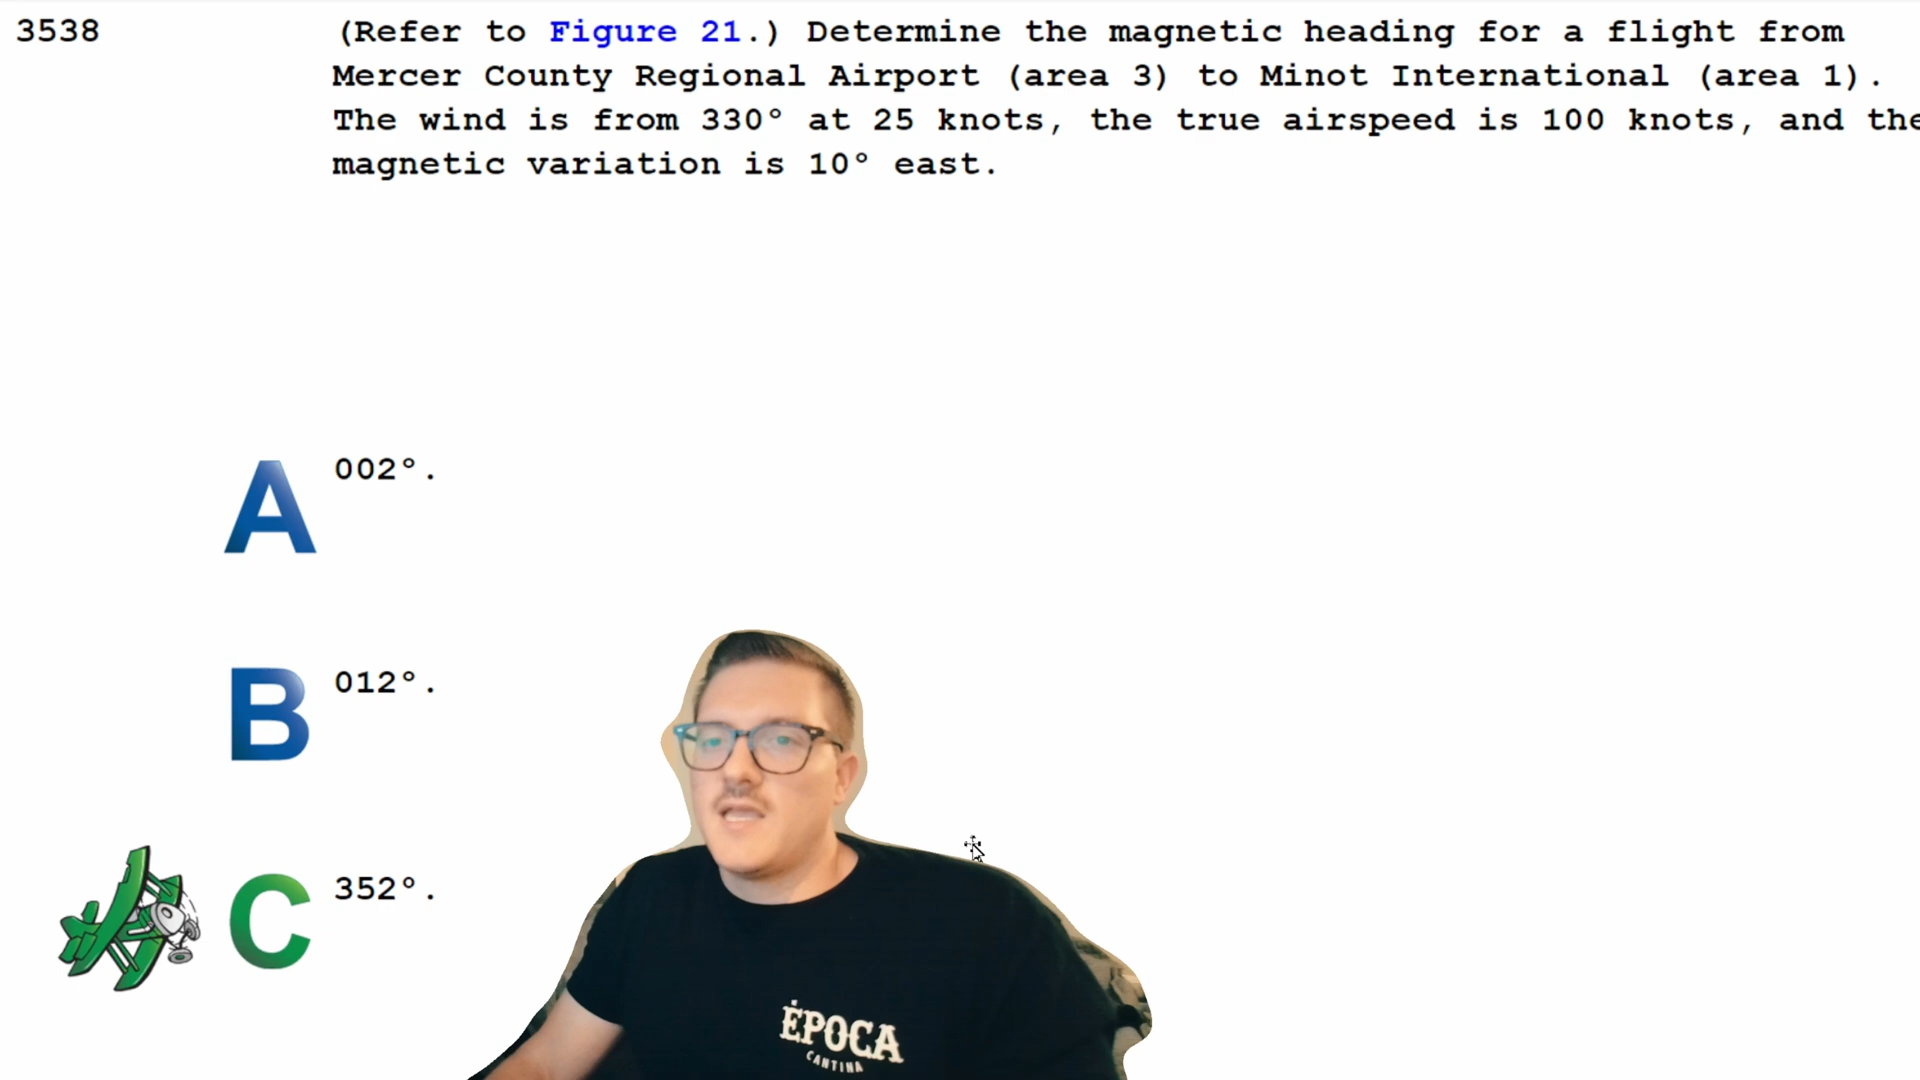 3538
(Refer to Figure 21.) Determine the magnetic heading for a flight from
Mercer County Regional Airport (area 3) to Minot International (area 1).
The wind is from 330° at 25 knots, the true airspeed is 100 knots, and the
magnetic variation is 10° east.
A 002°.
B 012°.
C 352°.
ÉPOCA
CANTINA